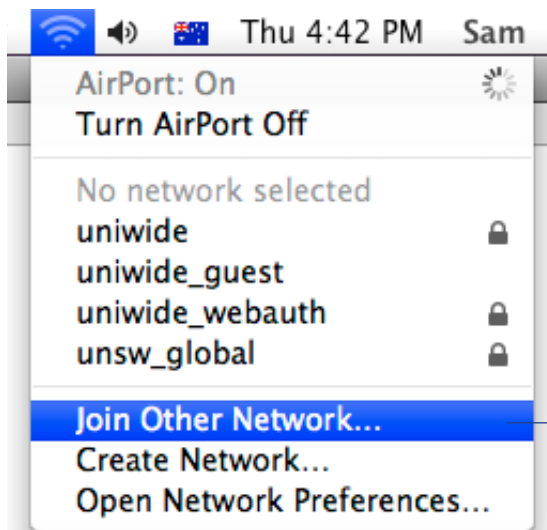 Thu 4:42 PM Sam
AirPort: On
Turn AirPort Off
No network selected
uniwide
uniwide_guest
uniwide_webauth
unsw_global
Join Other Network...
Create Network...
Open Network Preferences...